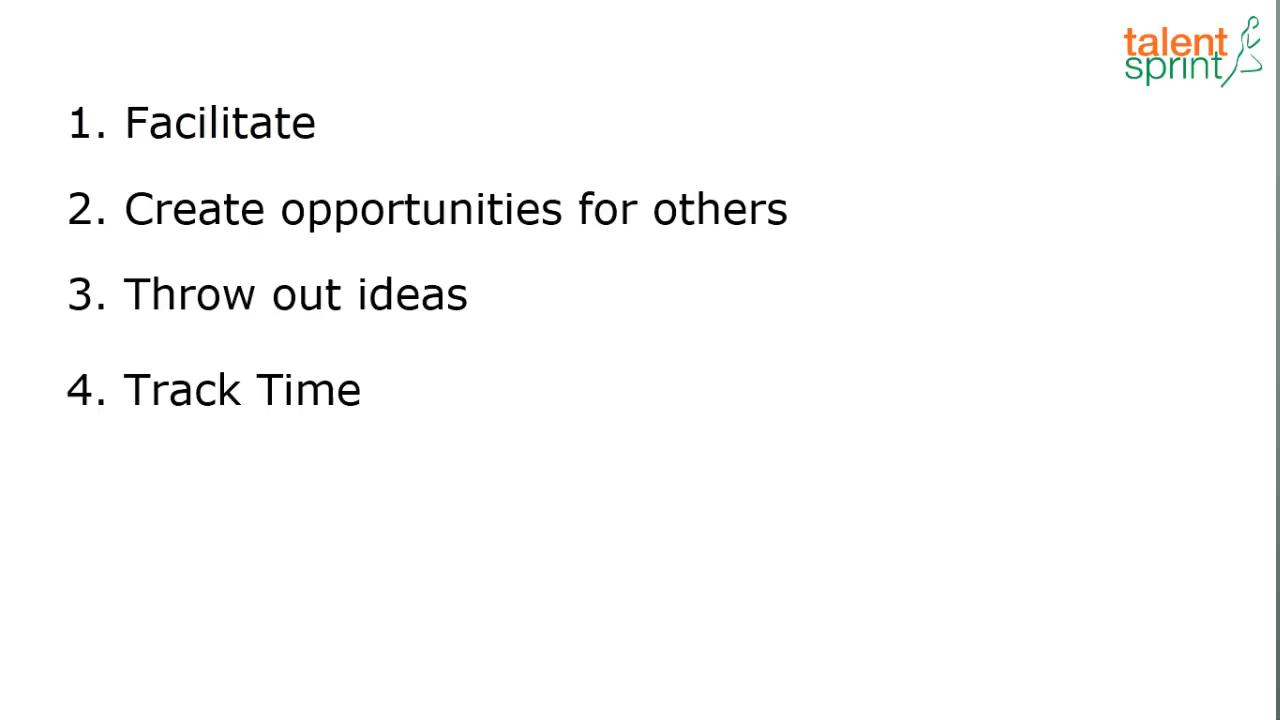 talent
sprint
1. Facilitate
2. Create opportunities for others
3. Throw out ideas
4. Track Time